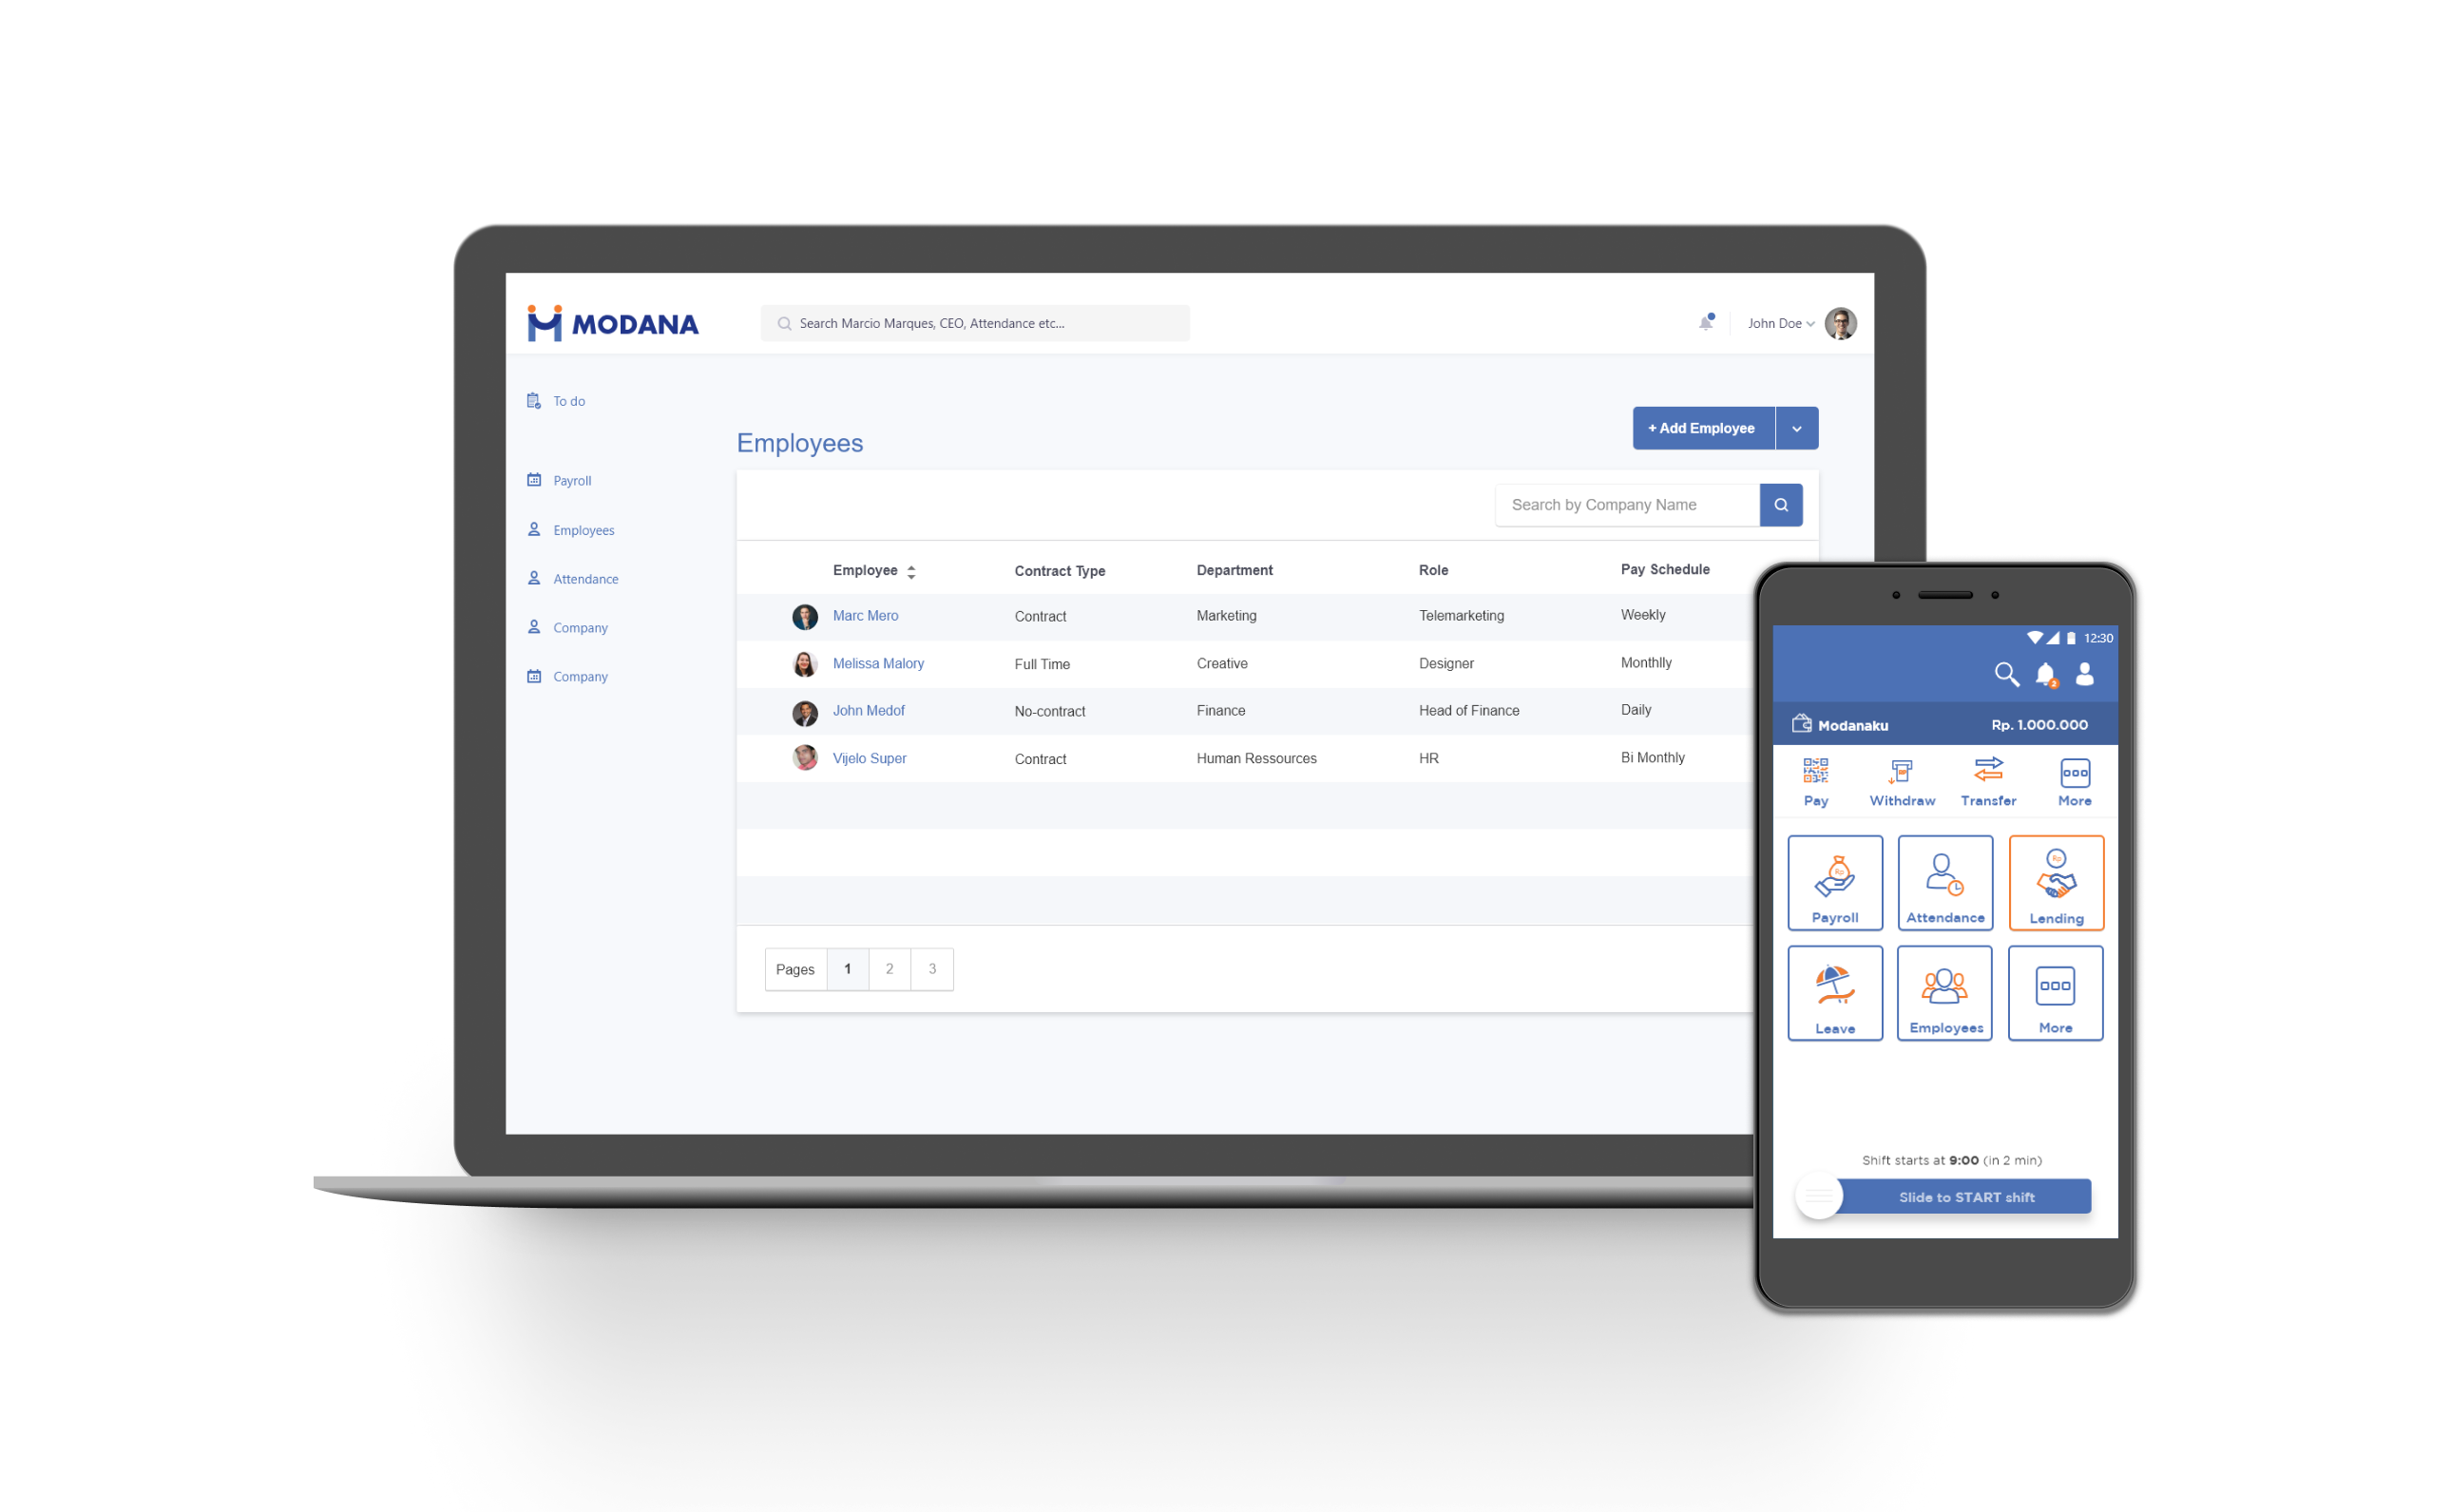 MODANA
Search Marcio Marques, CEO, Attendance etc...
John Doe
To do
Payroll
Employees
Attendance
Company
Company
Employees
+ Add Employee
Search by Company Name
Employee Contract Type Department Role Pay Schedule
Marc Mero Contract Marketing Telemarketing Weekly
Melissa Malory Full Time Creative Designer Monthlly
John Medof No-contract Finance Head of Finance Daily
Vijelo Super Contract Human Ressources HR Bi Monthly
Pages 1 2 3
12:30
2
Modanaku Rp. 1.000.000
Pay Withdraw Transfer More
Rp Rp
Payroll Attendance Lending
Leave Employees More
Shift starts at 9:00 (in 2 min)
Slide to START shift